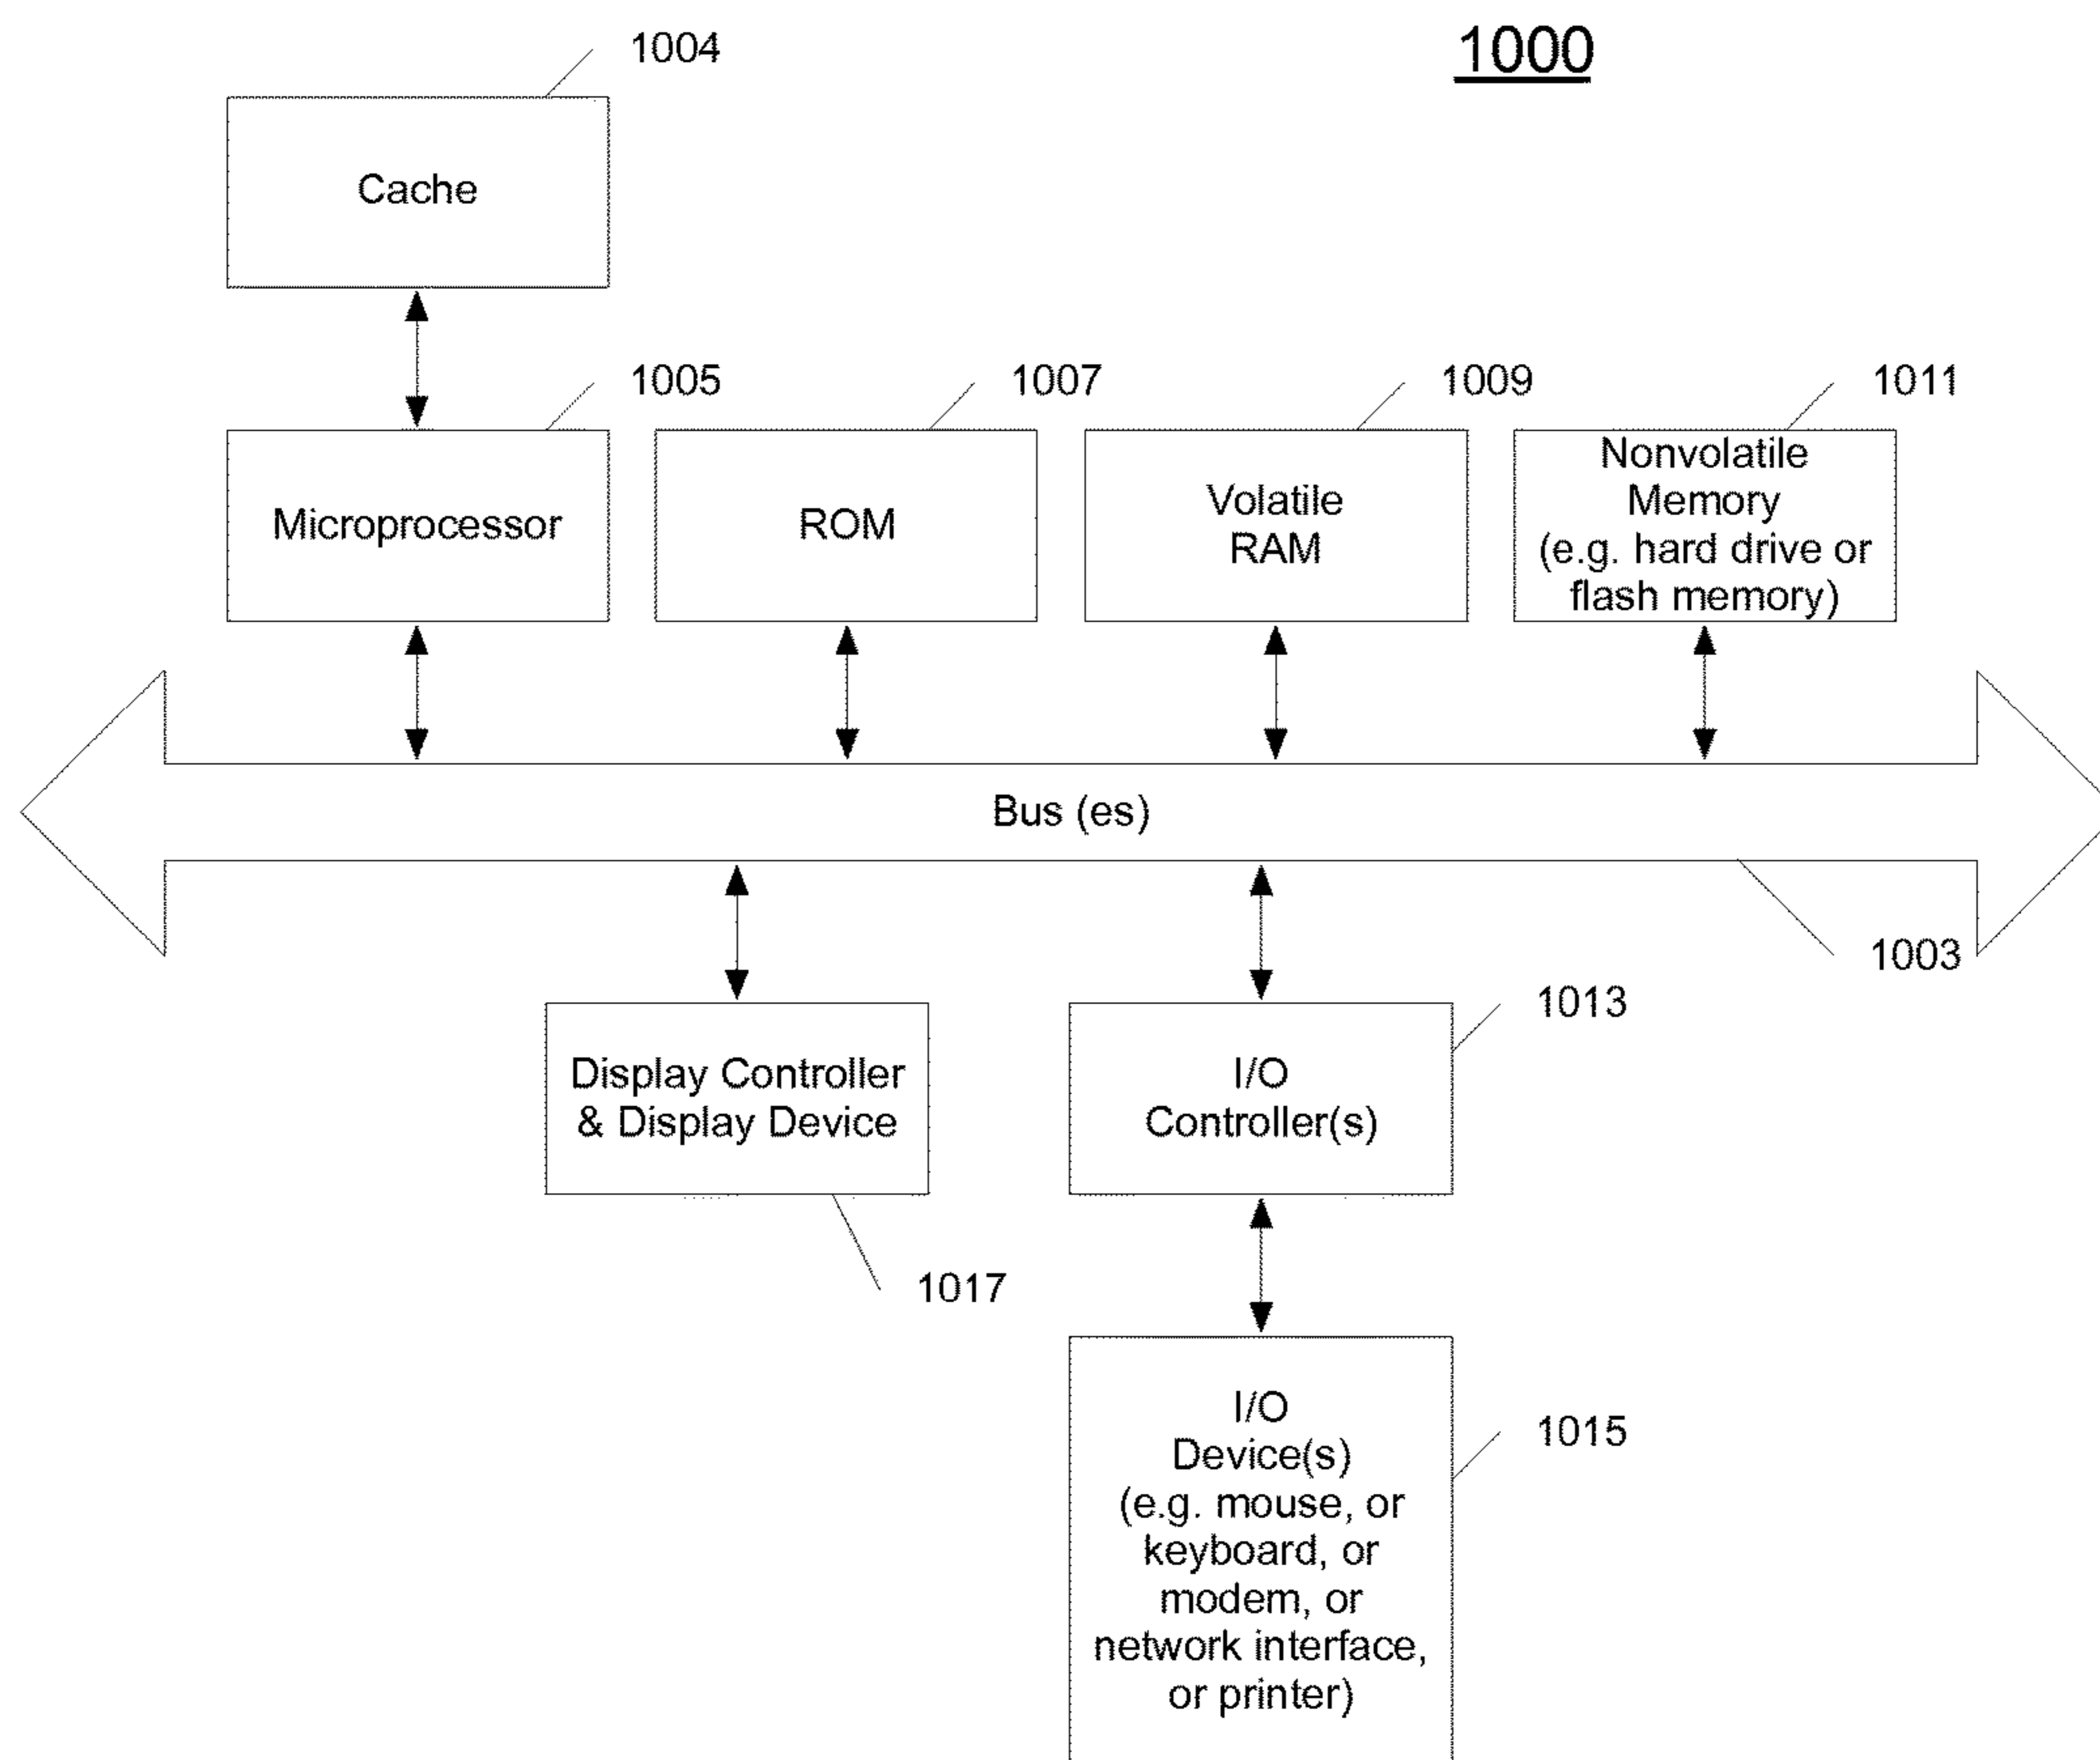 1004
1000
Cache
1005
1007
1009
1011
Microprocessor
ROM
Volatile
RAM
Nonvolatile
Memory
(e.g. hard drive or
flash memory)
Bus (es)
1003
1013
Display Controller
& Display Device
I/O
Controller(s)
1017
I/O
Device(s)
(e.g. mouse, or
keyboard, or
modem, or
network interface,
or printer)
1015